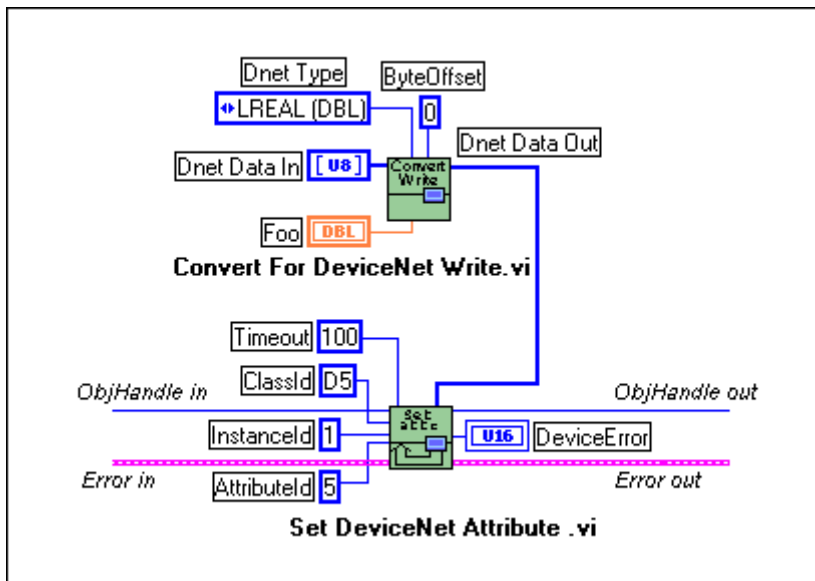 Dnet Type
ByteOffset
LREAL (DBL)
0
Dnet Data Out
Dnet Data In
[U8]
Convert
Write
Foo
DBL
Convert For DeviceNet Write.vi
Timeout
100
ClassId
D5
ObjHandle in
ObjHandle out
Set
attr
InstanceId
1
U16
DeviceError
Error in
Error out
AttributeId
5
Set DeviceNet Attribute .vi